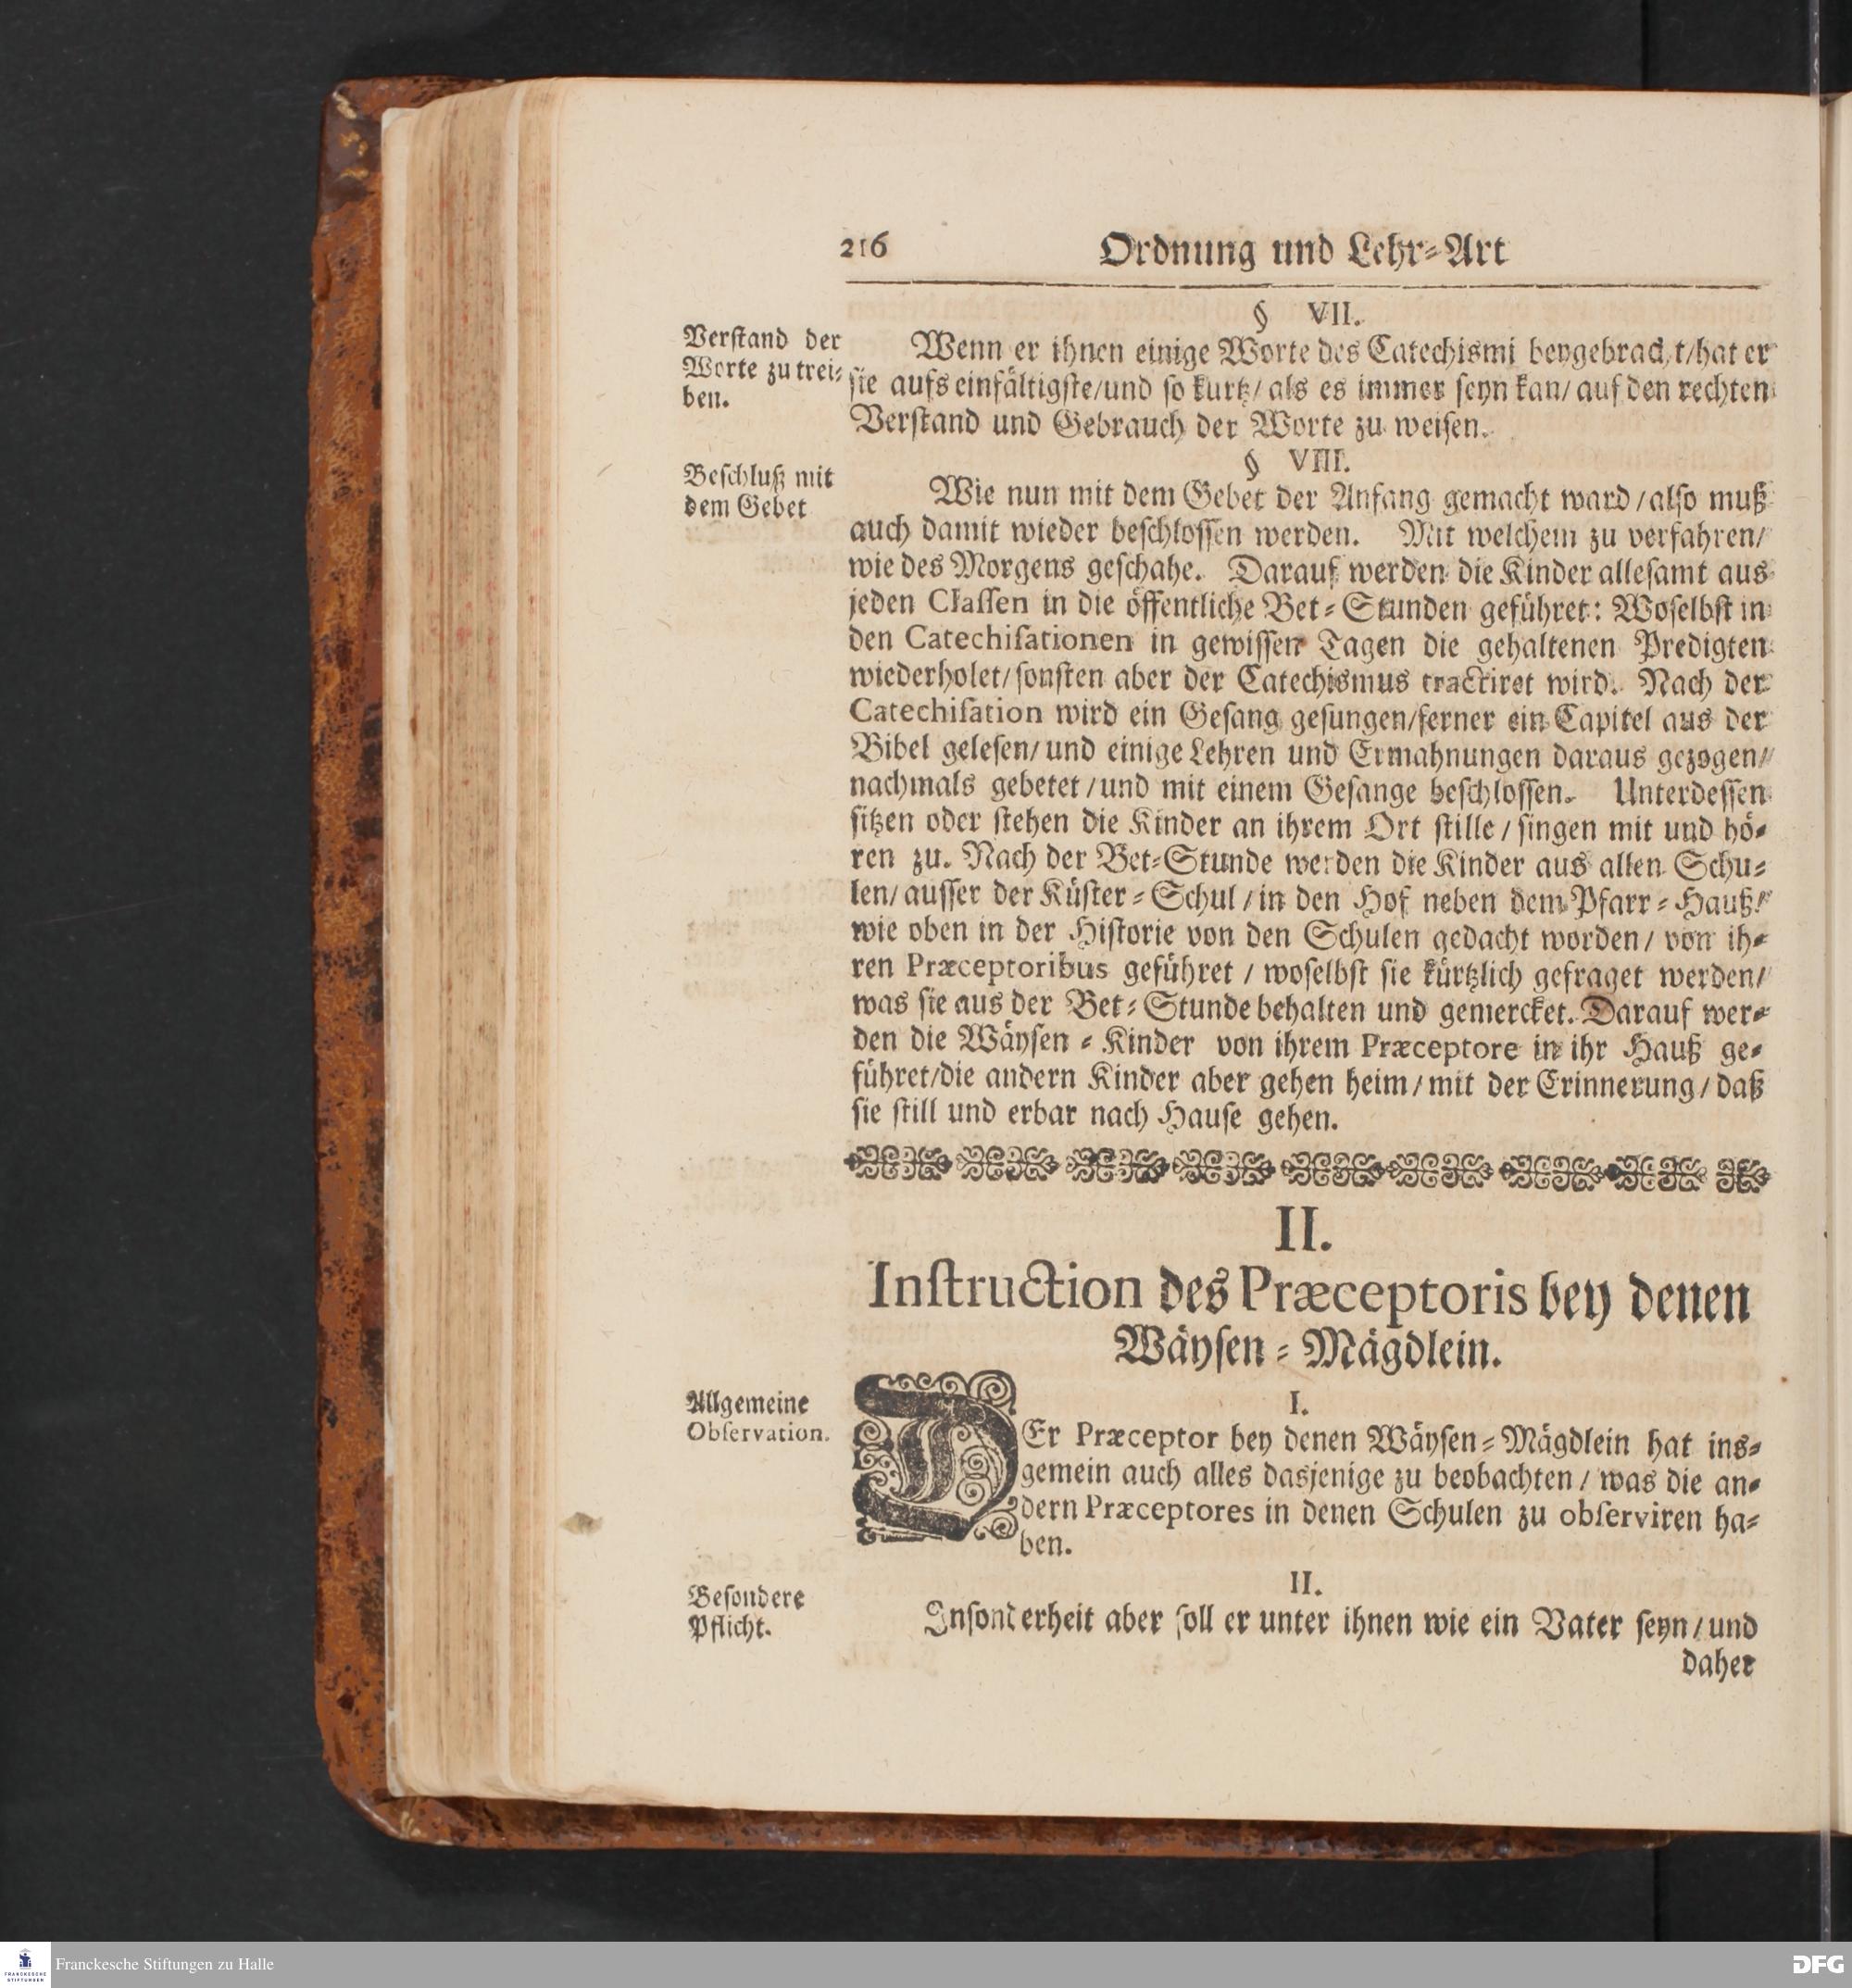 216 Ordnung und Lehr-Art
§ VII.
Verstand der
Worte zu trei-
ben.
Wenn er ihnen einige Worte des Catechismi beygebracht/hat er
sie aufs einfältigste/und so kurtz/ als es immer seyn kan/ auf den rechten
Verstand und Gebrauch der Worte zu weisen.
§ VIII.
Beschluß mit
dem Gebet
Wie nun mit dem Gebet der Anfang gemacht ward/also muß
auch damit wieder beschlossen werden. Mit welchem zu verfahren/
wie des Morgens geschahe. Darauf werden die Kinder allesamt aus
jeden Classen in die öffentliche Bet-Stunden geführet: Woselbst in
den Catechisationen in gewissen Tagen die gehaltenen Predigten
wiederholet/sonsten aber der Catechismus tractiret wird. Nach der
Catechisation wird ein Gesang gesungen/ferner ein Capitel aus der
Bibel gelesen/und einige Lehren und Ermahnungen daraus gezogen/
nachmals gebetet/und mit einem Gesange beschlossen. Unterdessen
sitzen oder stehen die Kinder an ihrem Ort stille/singen mit und hö-
ren zu. Nach der Bet-Stunde werden die Kinder aus allen Schu-
len/ausser der Küster-Schul/in den Hof neben dem Pfarr-Hauß/
wie oben in der Historie von den Schulen gedacht worden/ von ih-
ren Præceptoribus geführet/ woselbst sie kürtzlich gefraget werden/
was sie aus der Bet-Stunde behalten und gemercket. Darauf wer-
den die Wäysen-Kinder von ihrem Præceptore in ihr Hauß ge-
führet/die andern Kinder aber gehen heim/mit der Erinnerung/daß
sie still und erbar nach Hause gehen.
II.
Instruction des Præceptoris bey denen
Wäysen-Mägdlein.
I.
Allgemeine
Observation.
DEr Præceptor bey denen Wäysen-Mägdlein hat ins-
gemein auch alles dasjenige zu beobachten/ was die an-
dern Præceptores in denen Schulen zu observiren ha-
ben.
II.
Besondere
Pflicht.
Insonderheit aber soll er unter ihnen wie ein Vater seyn/und
daher
FRANCKESCHE
STIFTUNGEN
Franckesche Stiftungen zu Halle
DFG